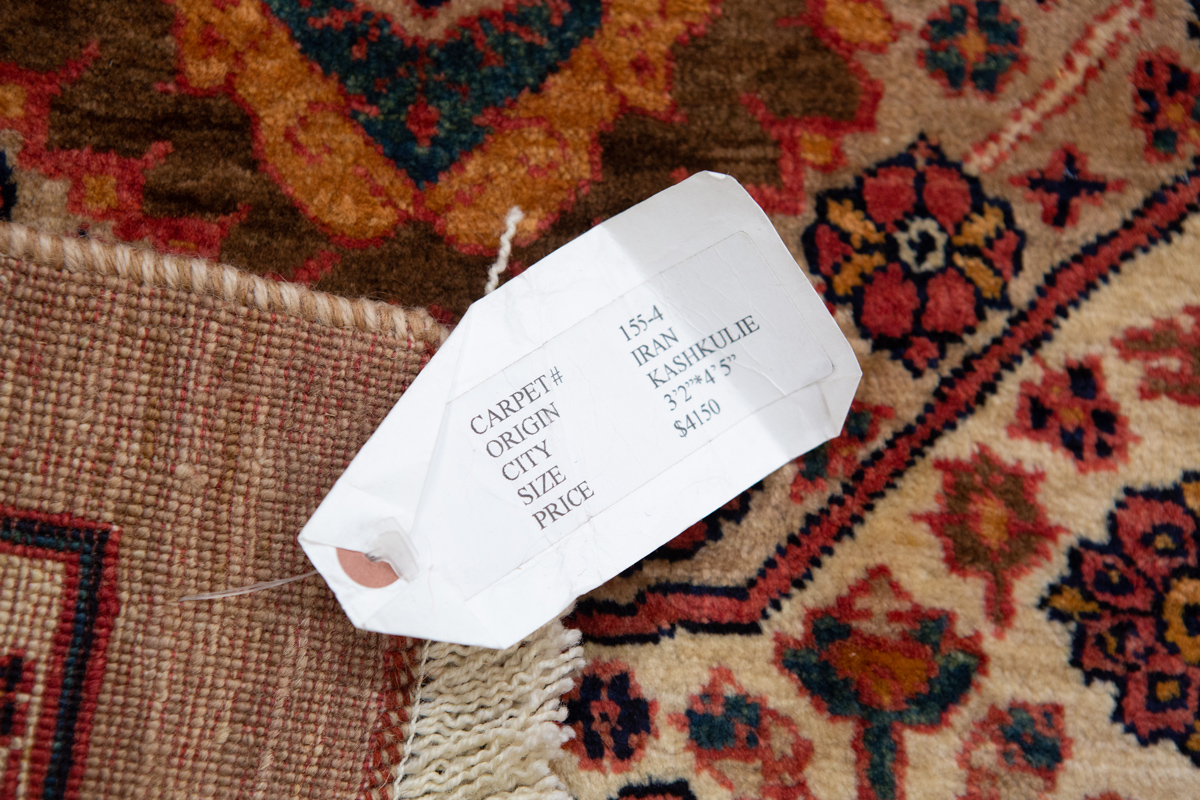 CARPET# 155-4
ORIGIN IRAN
CITY KASHKULIE
SIZE 3'2"*4'5"
PRICE $4150